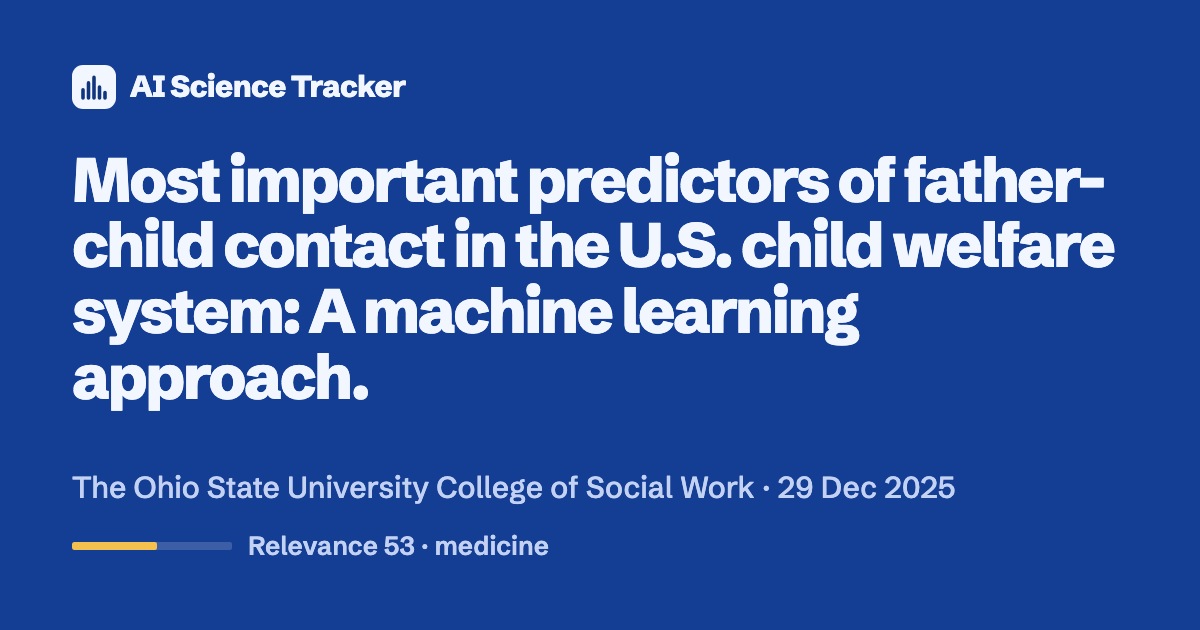 AI Science Tracker
Most important predictors of father-
child contact in the U.S. child welfare
system: A machine learning
approach.
The Ohio State University College of Social Work · 29 Dec 2025
Relevance 53 · medicine